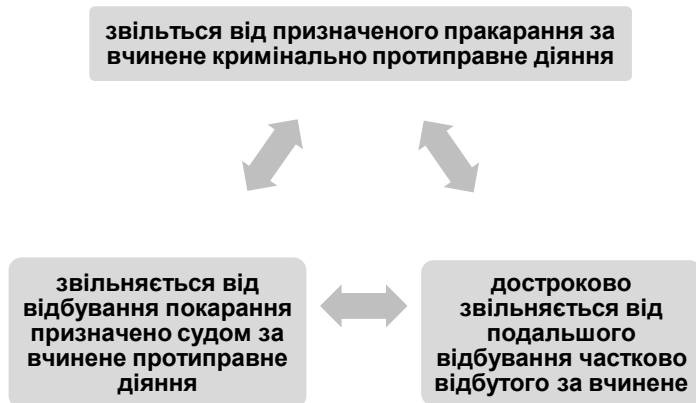 звільться від призначеного пракарання за
вчинене кримінально протиправне діяння
звільняється від
відбування покарання
призначено судом за
вчинене протиправне
діяння
достроково
звільняється від
подальшого
відбування частково
відбутого за вчинене